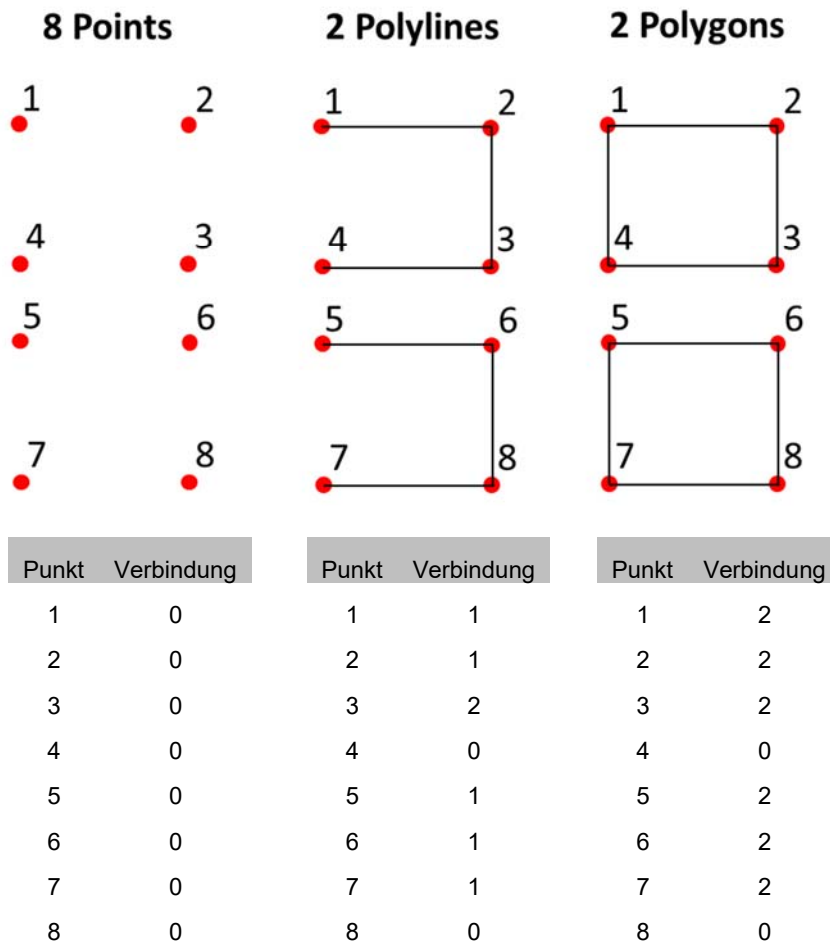 8 Points 2 Polylines 2 Polygons
1 2 1 2 1 2
4 3 4 3 4 3
5 6 5 6 5 6
7 8 7 8 7 8
Punkt Verbindung Punkt Verbindung Punkt Verbindung
1 0 1 1 1 2
2 0 2 1 2 2
3 0 3 2 3 2
4 0 4 0 4 0
5 0 5 1 5 2
6 0 6 1 6 2
7 0 7 1 7 2
8 0 8 0 8 0